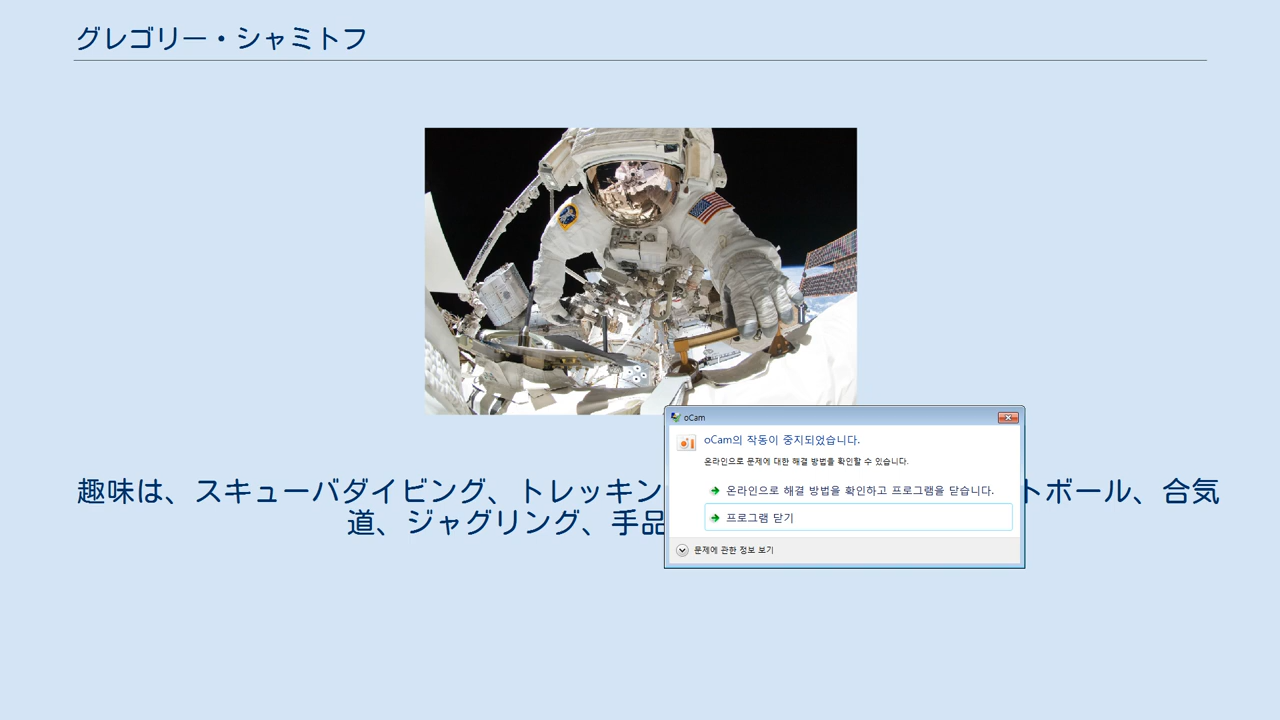 グレゴリー・シャミトフ
oCam
oCam의 작동이 중지되었습니다.
온라인으로 문제에 대한 해결 방법을 확인할 수 있습니다.
온라인으로 해결 방법을 확인하고 프로그램을 닫습니다.
프로그램 닫기
문제에 관한 정보 보기
趣味は、スキューバダイビング、トレッキン トボール、合気
道、ジャグリング、手品